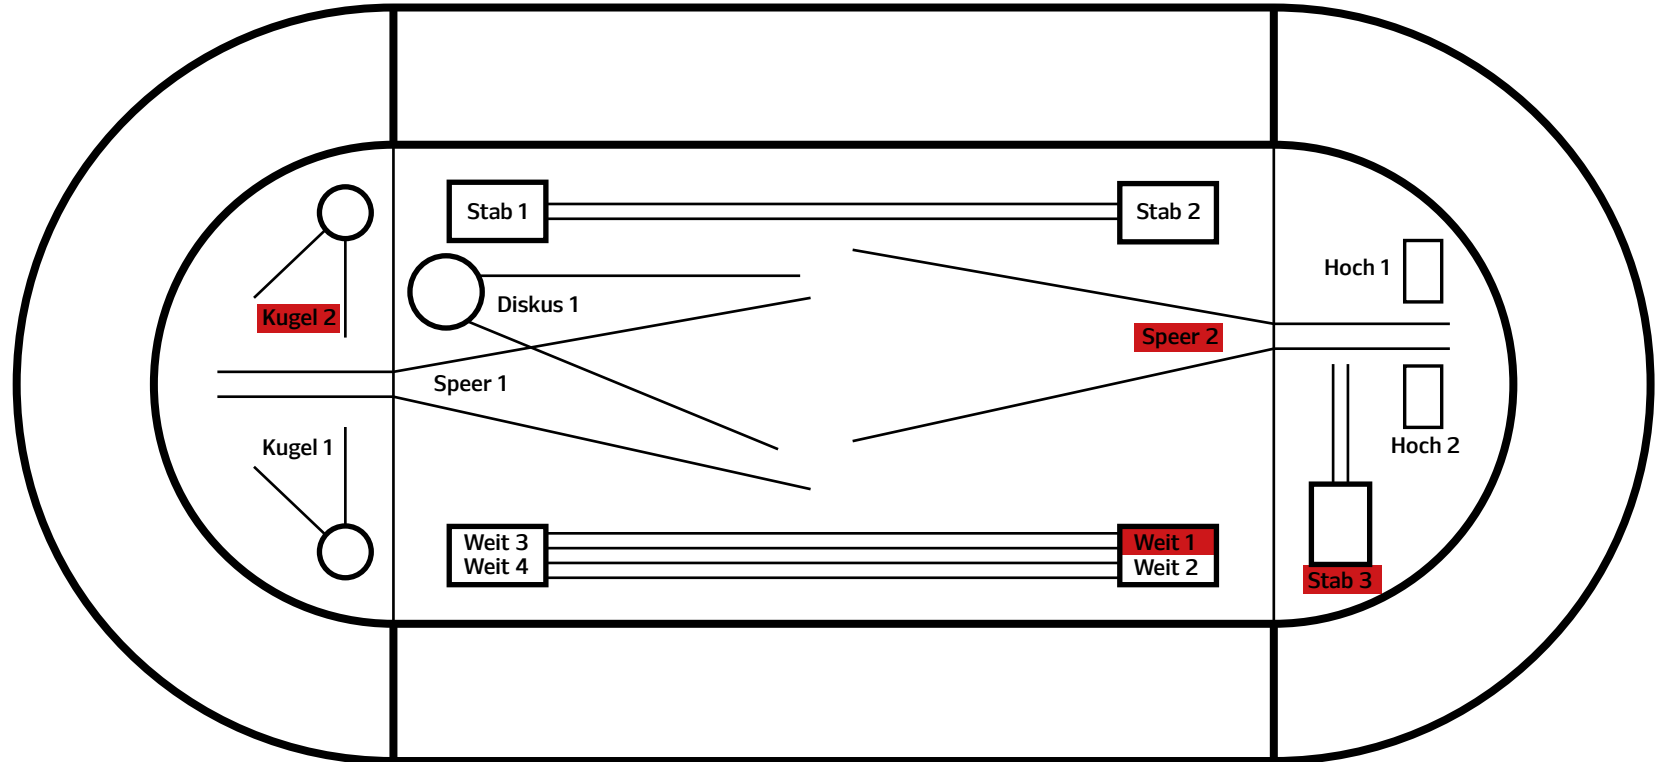 Stab 1
Stab 2
Hoch 1
Diskus 1
Kugel 2
Speer 2
Speer 1
Kugel 1
Hoch 2
Weit 3
Weit 4
Weit 1
Weit 2
Stab 3